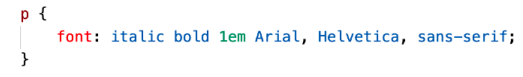 p {
    font: italic bold 1em Arial, Helvetica, sans-serif;
}